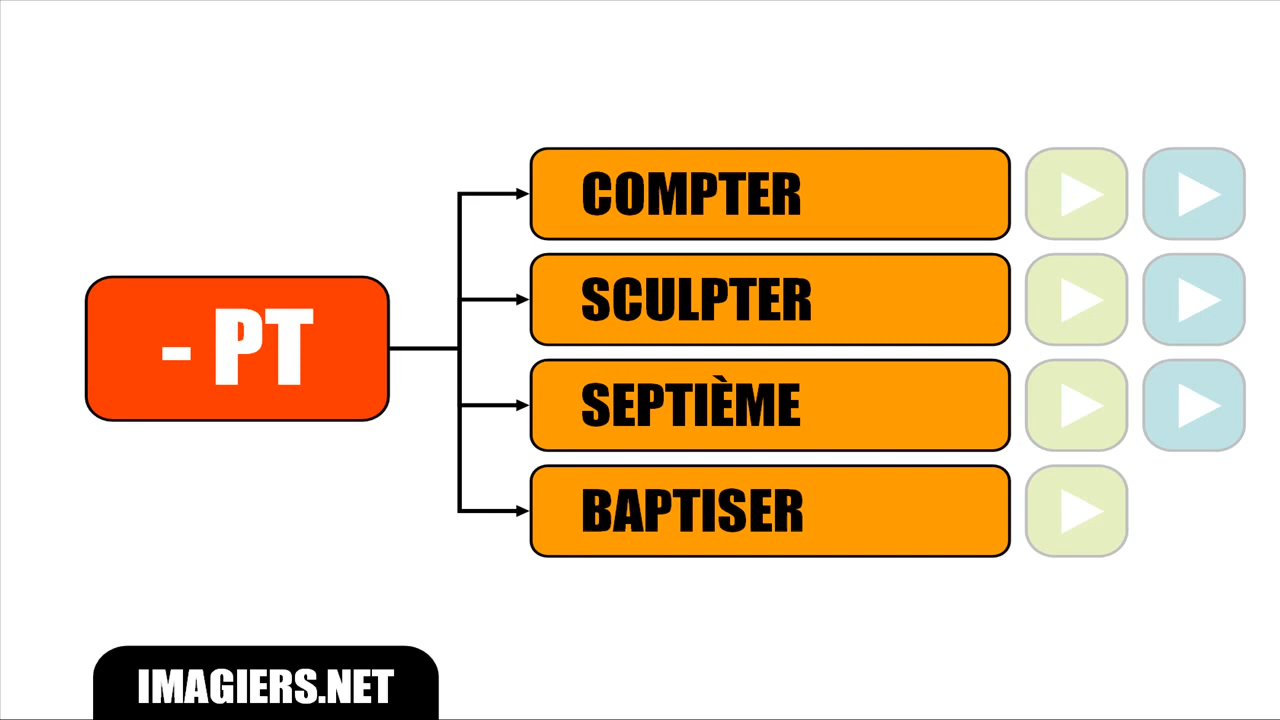 - PT
COMPTER
SCULPTER
SEPTIÈME
BAPTISER
IMAGIERS.NET